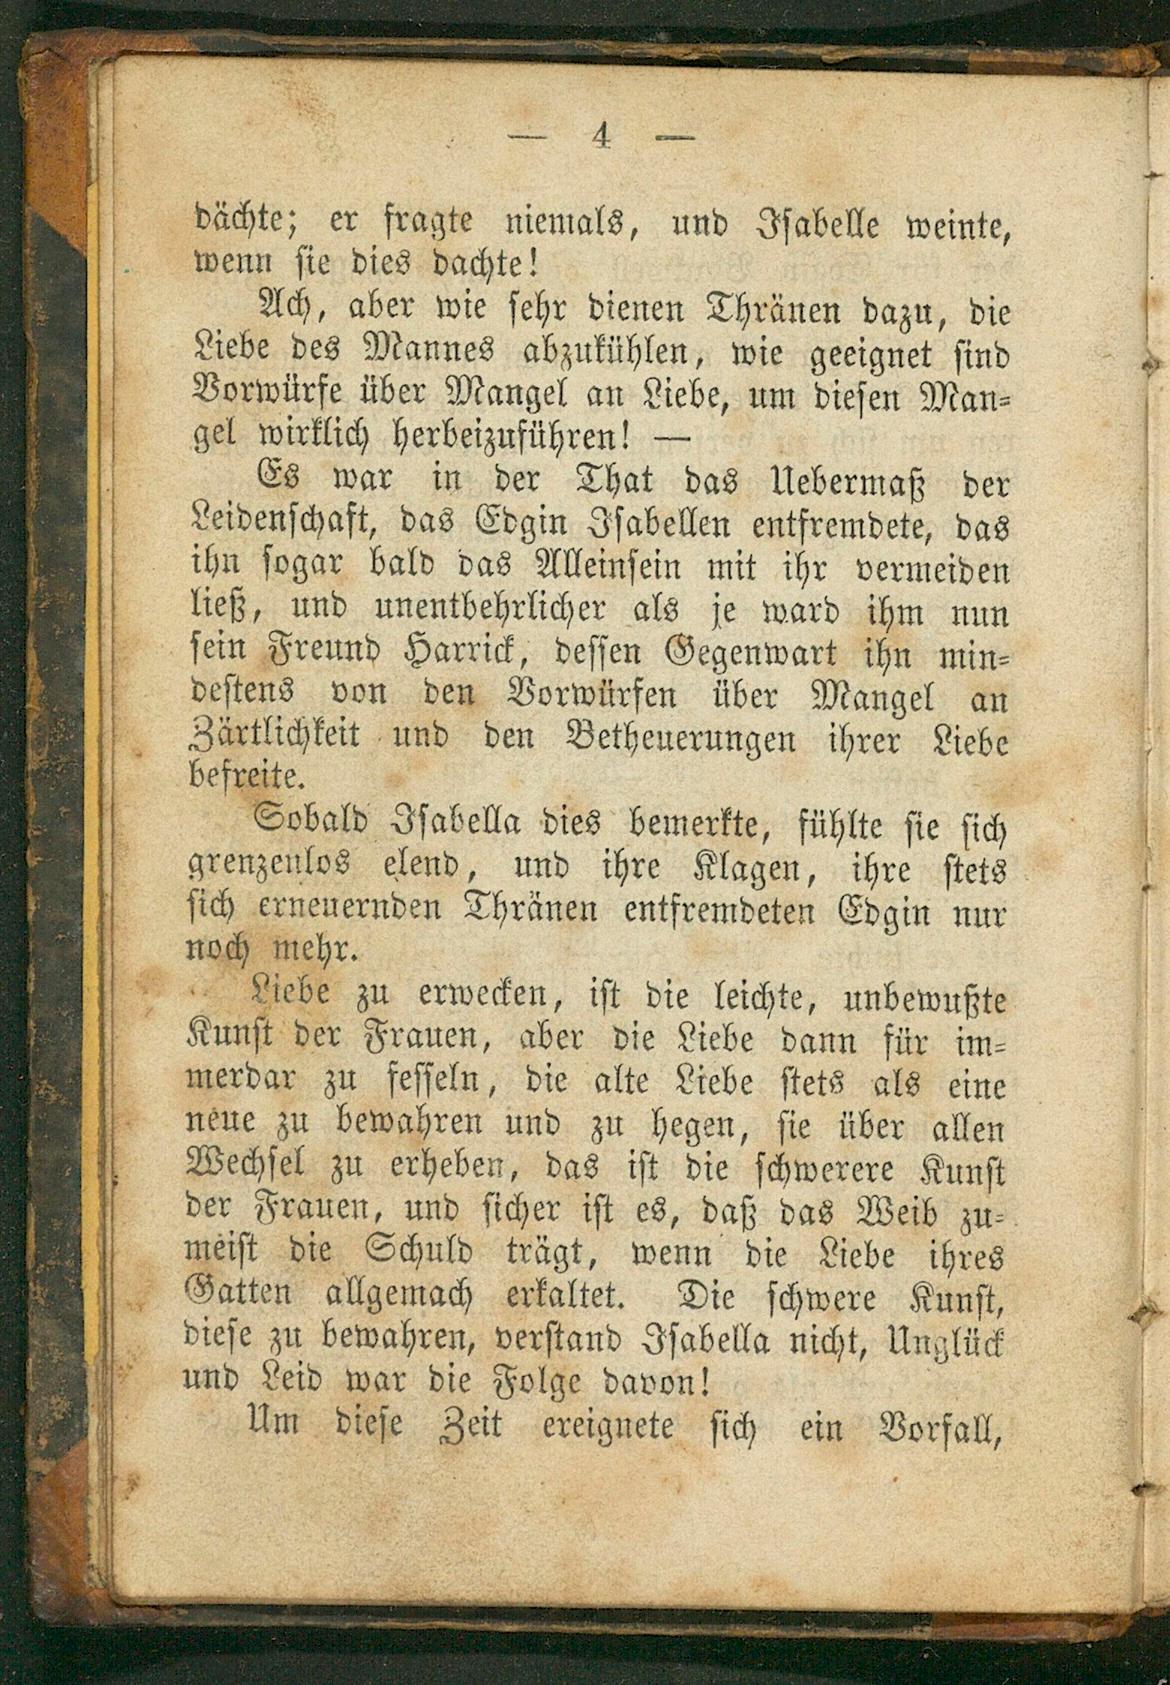 — 4 —
dächte; er fragte niemals, und Isabelle weinte,
wenn sie dies dachte!
Ach, aber wie sehr dienen Thränen dazu, die
Liebe des Mannes abzukühlen, wie geeignet sind
Vorwürfe über Mangel an Liebe, um diesen Man-
gel wirklich herbeizuführen! —
Es war in der That das Uebermaß der
Leidenschaft, das Edgin Isabellen entfremdete, das
ihn sogar bald das Alleinsein mit ihr vermeiden
ließ, und unentbehrlicher als je ward ihm nun
sein Freund Harrick, dessen Gegenwart ihn min-
destens von den Vorwürfen über Mangel an
Zärtlichkeit und den Betheuerungen ihrer Liebe
befreite.
Sobald Isabella dies bemerkte, fühlte sie sich
grenzenlos elend, und ihre Klagen, ihre stets
sich erneuernden Thränen entfremdeten Edgin nur
noch mehr.
Liebe zu erwecken, ist die leichte, unbewußte
Kunst der Frauen, aber die Liebe dann für im-
merdar zu fesseln, die alte Liebe stets als eine
neue zu bewahren und zu hegen, sie über allen
Wechsel zu erheben, das ist die schwerere Kunst
der Frauen, und sicher ist es, daß das Weib zu-
meist die Schuld trägt, wenn die Liebe ihres
Gatten allgemach erkaltet. Die schwere Kunst,
diese zu bewahren, verstand Isabella nicht, Unglück
und Leid war die Folge davon!
Um diese Zeit ereignete sich ein Vorfall,